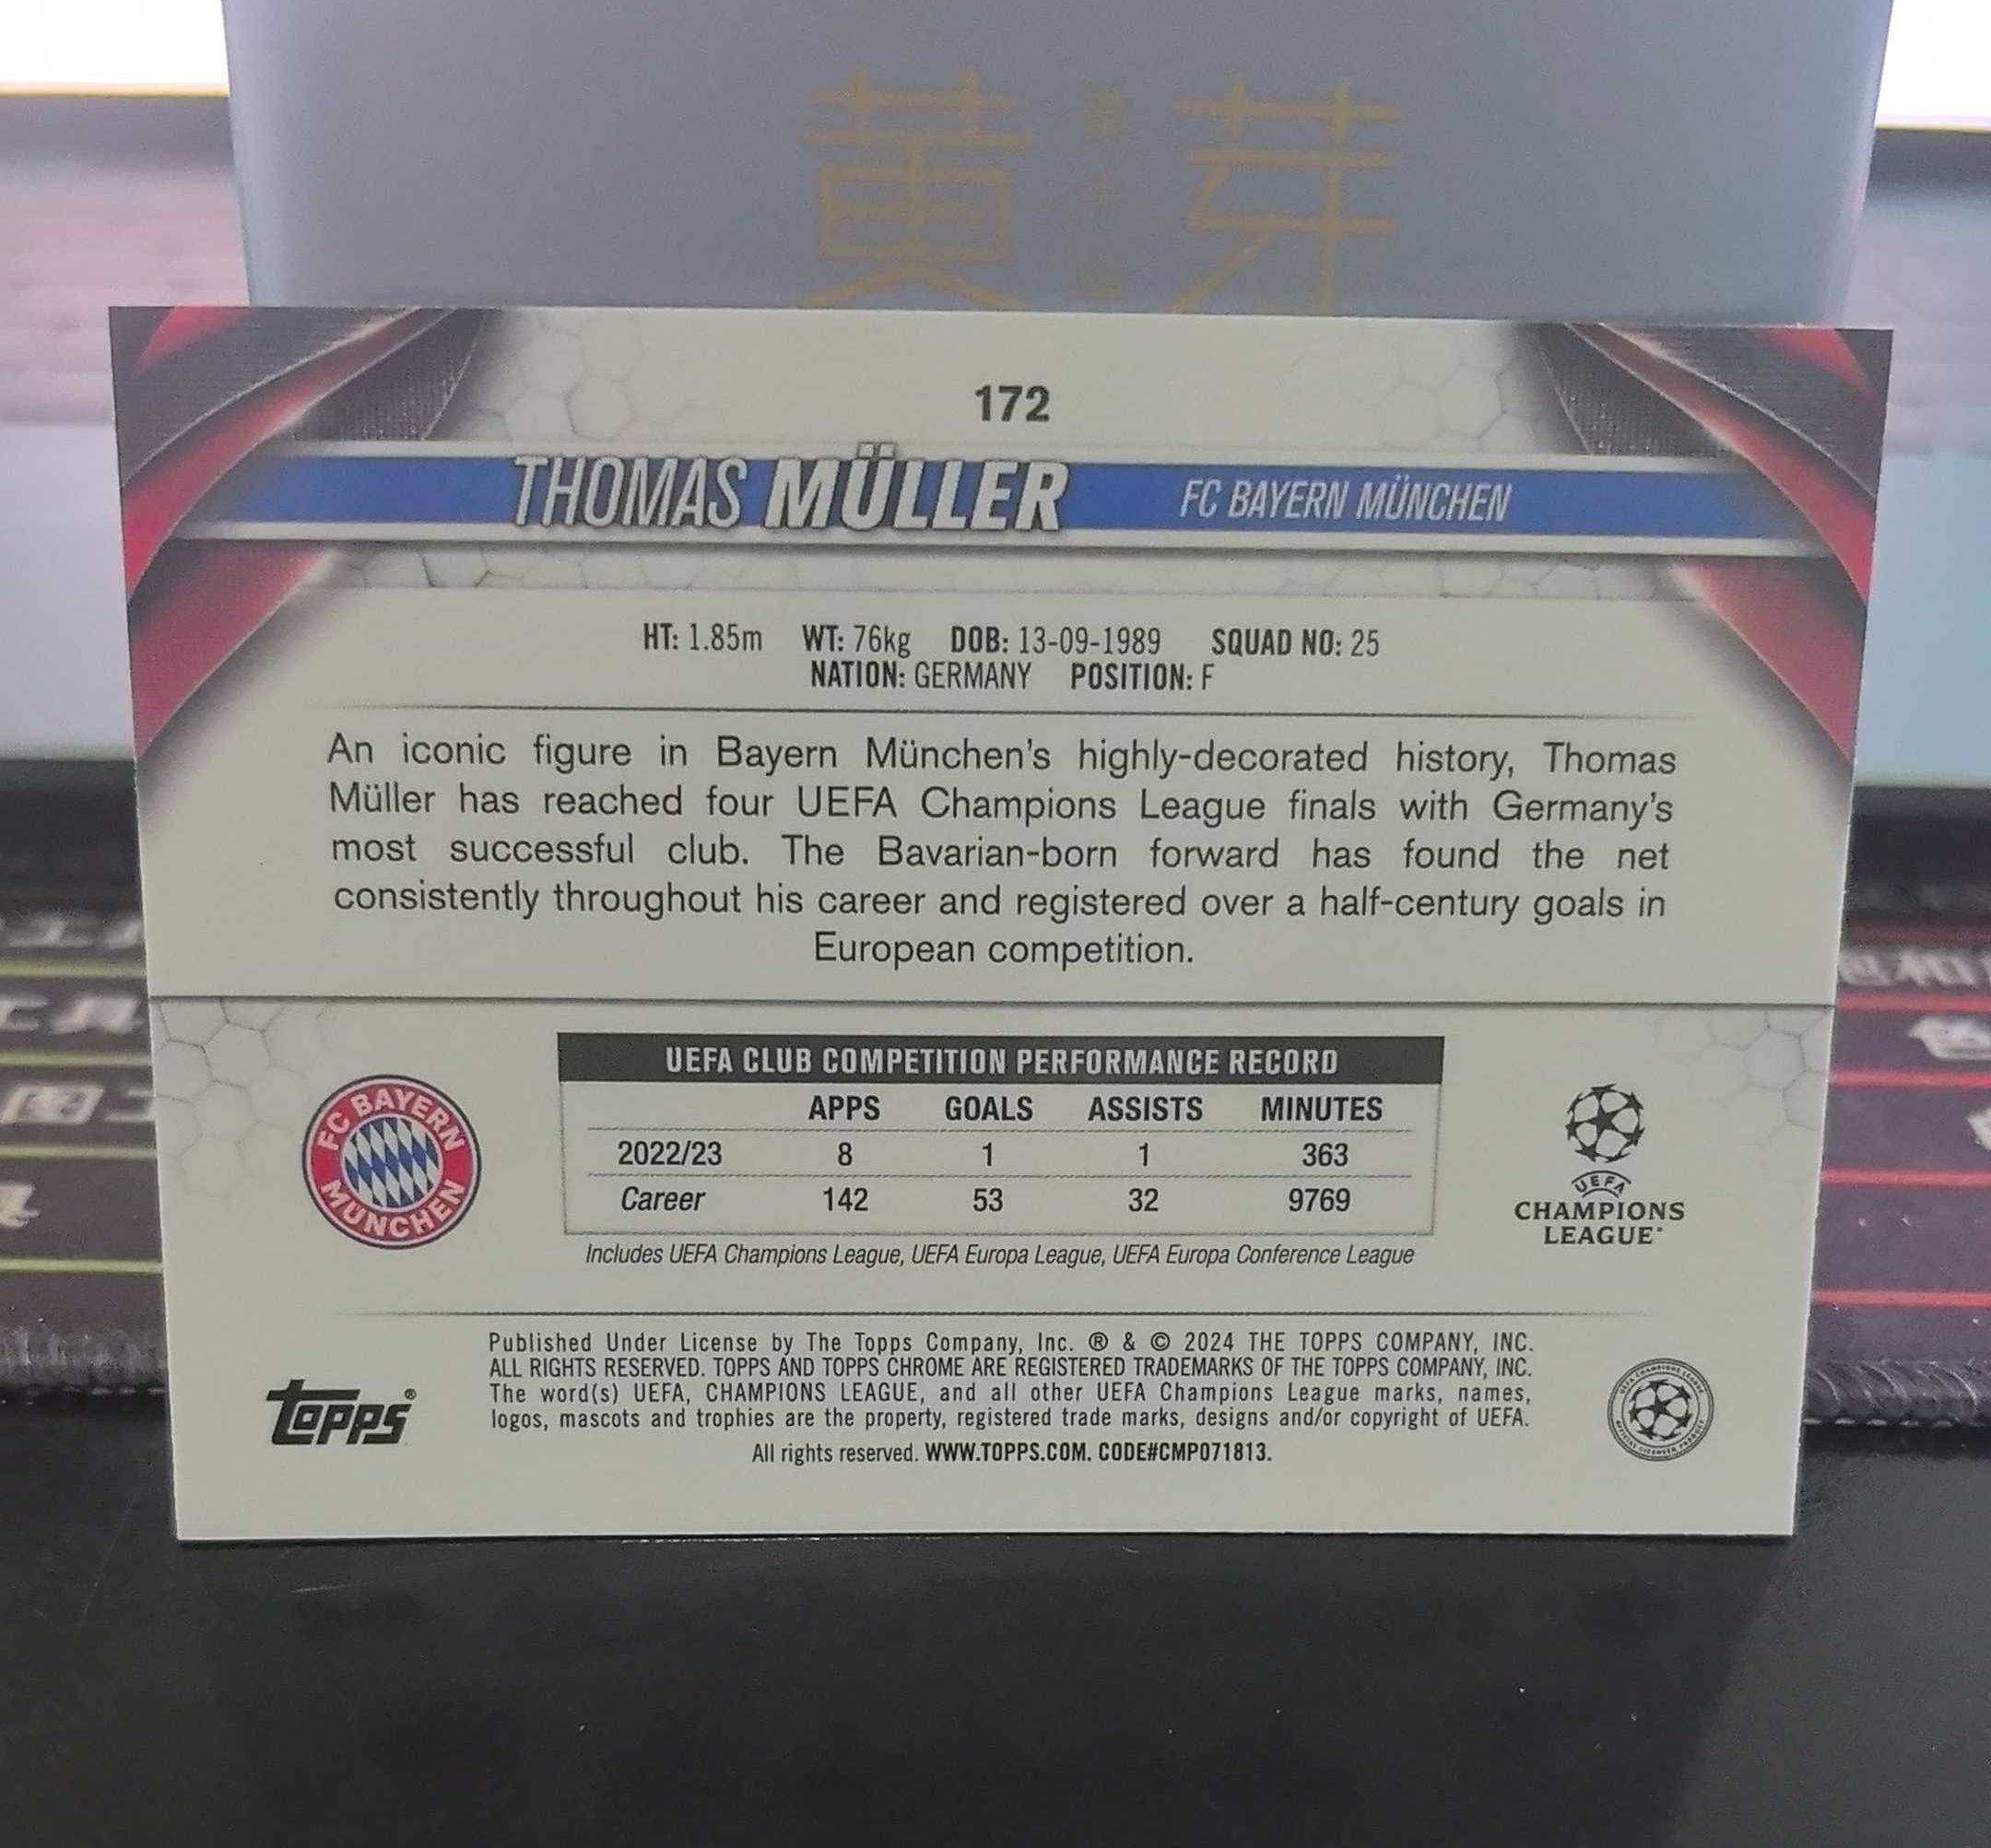 黄 芽
172
THOMAS MÜLLER FC BAYERN MÜNCHEN
HT: 1.85m WT: 76kg DOB: 13-09-1989 SQUAD NO: 25
NATION: GERMANY POSITION: F
An iconic figure in Bayern München's highly-decorated history, Thomas
Müller has reached four UEFA Champions League finals with Germany's
most successful club. The Bavarian-born forward has found the net
consistently throughout his career and registered over a half-century goals in
European competition.
UEFA CLUB COMPETITION PERFORMANCE RECORD
APPS GOALS ASSISTS MINUTES
2022/23 8 1 1 363
Career 142 53 32 9769
Includes UEFA Champions League, UEFA Europa League, UEFA Europa Conference League
FC BAYERN
MÜNCHEN
UEFA
CHAMPIONS
LEAGUE
Published Under License by The Topps Company, Inc. ® & © 2024 THE TOPPS COMPANY, INC.
ALL RIGHTS RESERVED. TOPPS AND TOPPS CHROME ARE REGISTERED TRADEMARKS OF THE TOPPS COMPANY, INC.
The word(s) UEFA, CHAMPIONS LEAGUE, and all other UEFA Champions League marks, names,
logos, mascots and trophies are the property, registered trade marks, designs and/or copyright of UEFA.
All rights reserved. WWW.TOPPS.COM. CODE#CMP071813.
topps®
工具
图工
色和
色